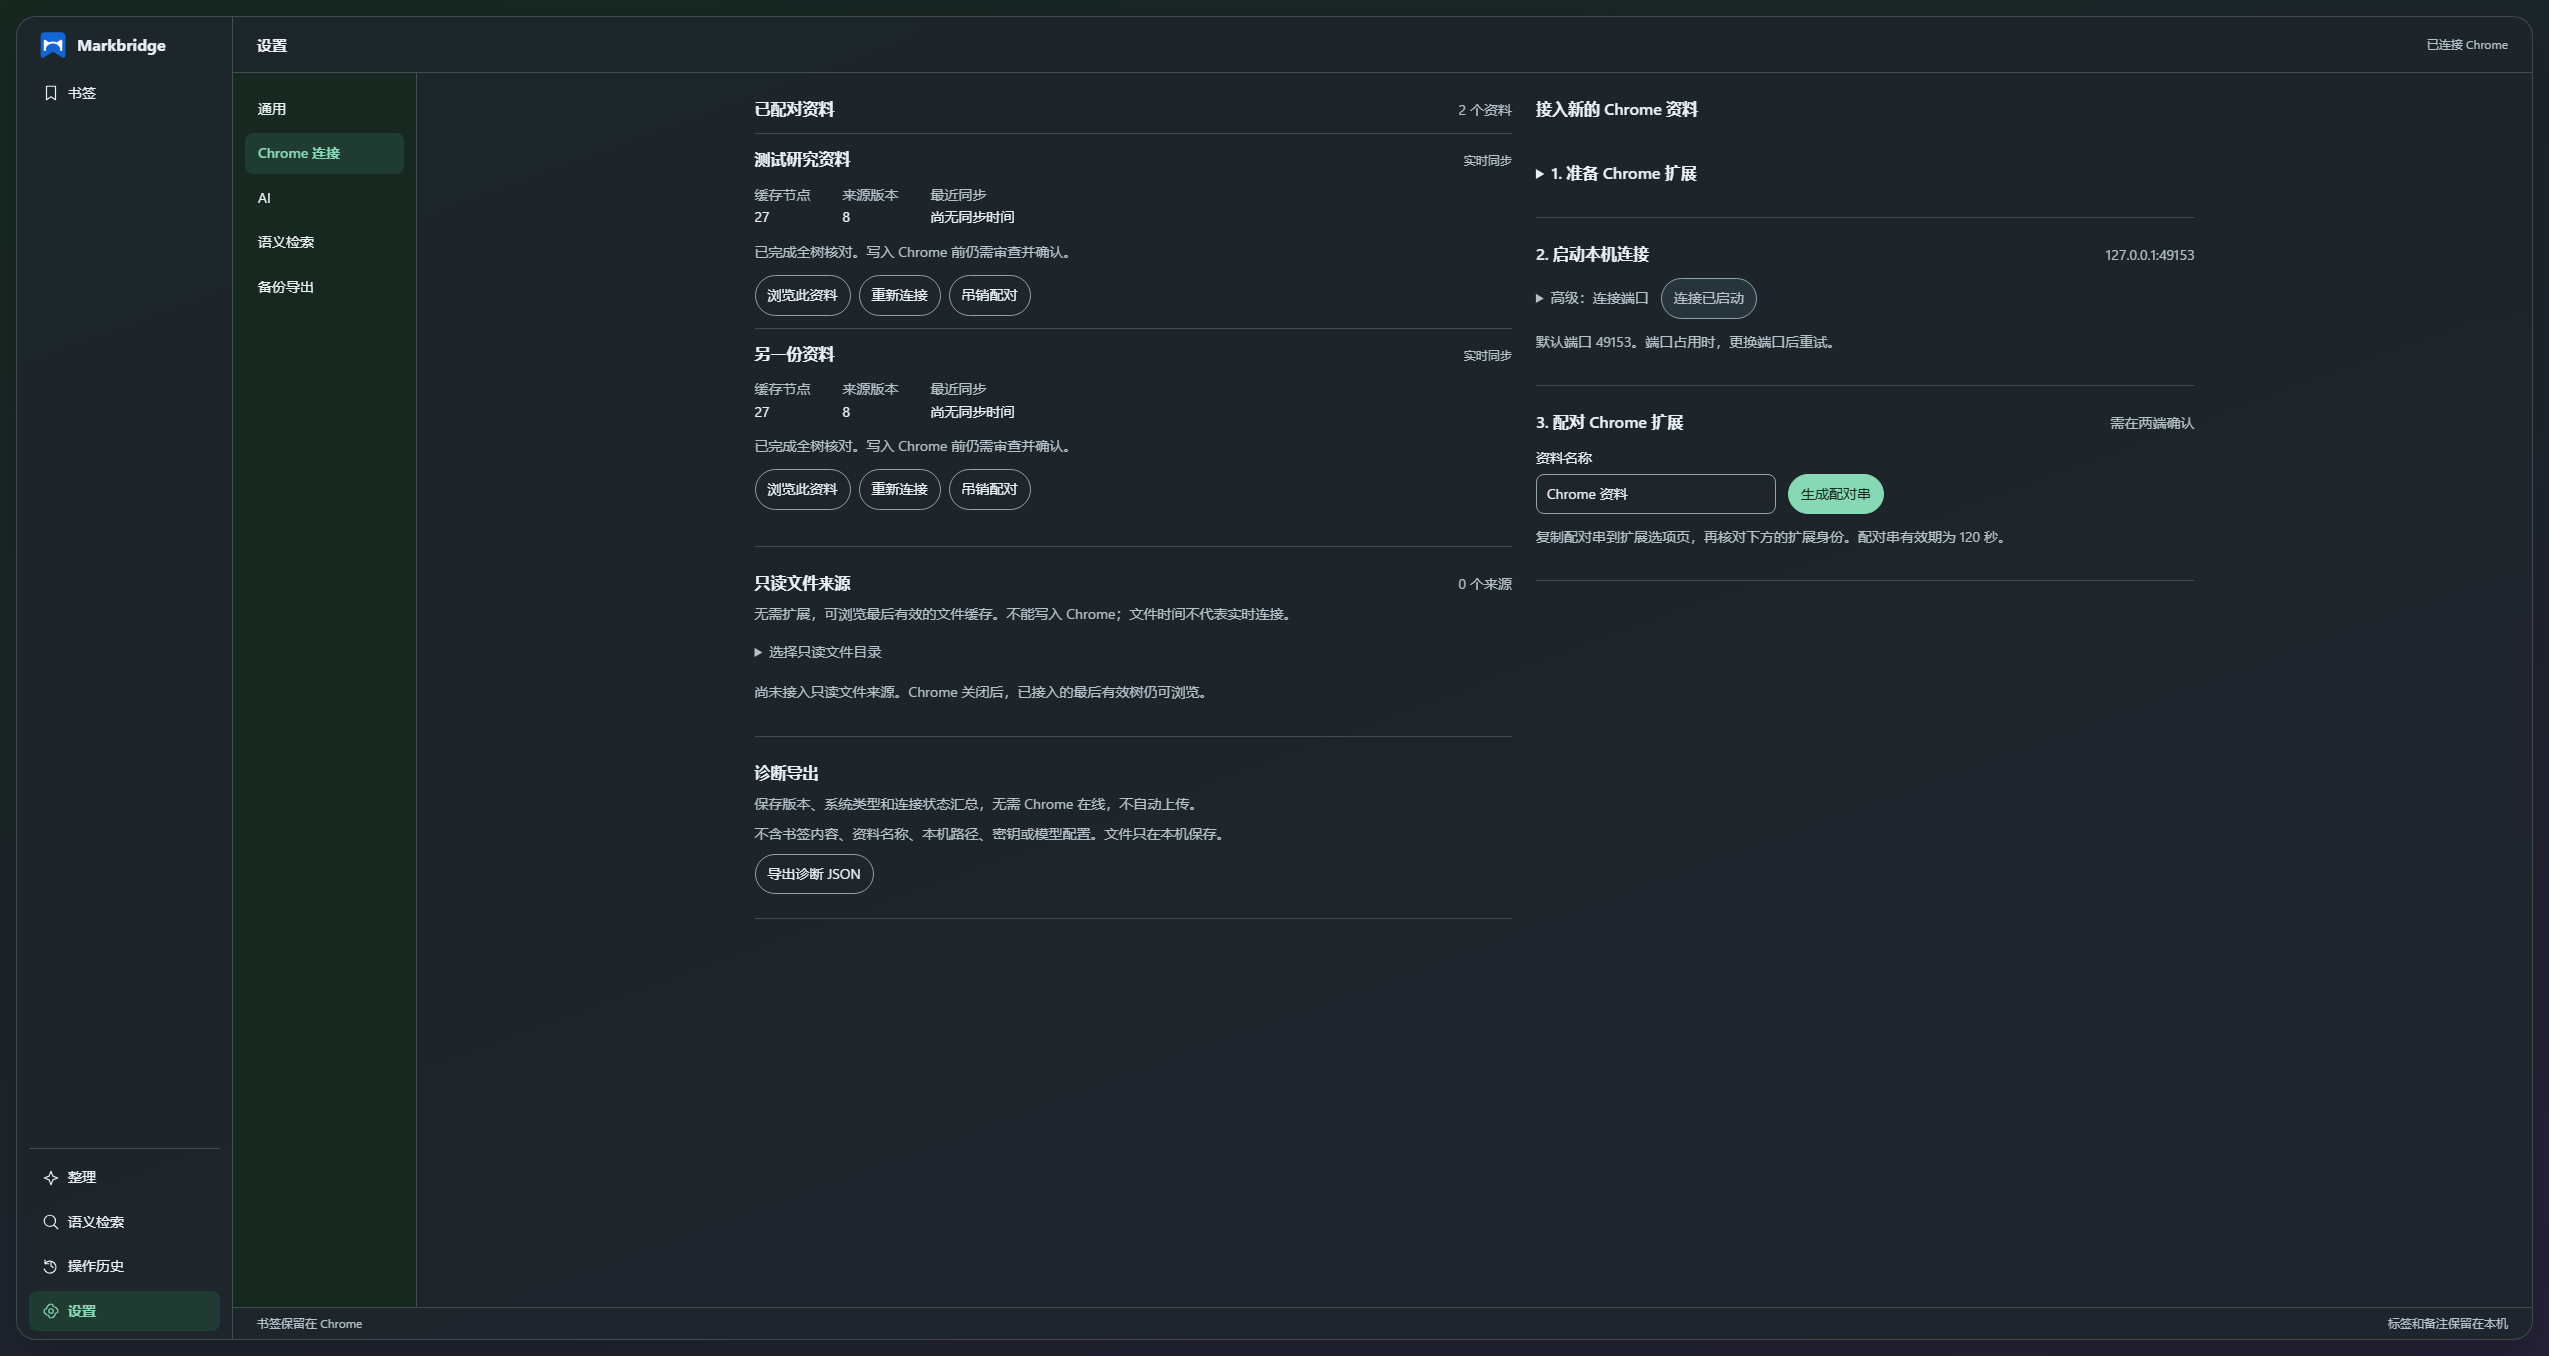 Markbridge
书签
整理
语义检索
操作历史
设置
设置
已连接 Chrome
通用
Chrome 连接
AI
语义检索
备份导出
已配对资料
2 个资料
测试研究资料
实时同步
缓存节点 来源版本 最近同步
27 8 尚无同步时间
已完成全树核对。写入 Chrome 前仍需审查并确认。
浏览此资料 重新连接 吊销配对
另一份资料
实时同步
缓存节点 来源版本 最近同步
27 8 尚无同步时间
已完成全树核对。写入 Chrome 前仍需审查并确认。
浏览此资料 重新连接 吊销配对
只读文件来源
0 个来源
无需扩展，可浏览最后有效的文件缓存。不能写入 Chrome；文件时间不代表实时连接。
选择只读文件目录
尚未接入只读文件来源。Chrome 关闭后，已接入的最后有效树仍可浏览。
诊断导出
保存版本、系统类型和连接状态汇总，无需 Chrome 在线，不自动上传。
不含书签内容、资料名称、本机路径、密钥或模型配置。文件只在本机保存。
导出诊断 JSON
接入新的 Chrome 资料
1. 准备 Chrome 扩展
2. 启动本机连接
127.0.0.1:49153
高级：连接端口 连接已启动
默认端口 49153。端口占用时，更换端口后重试。
3. 配对 Chrome 扩展
需在两端确认
资料名称
Chrome 资料 生成配对串
复制配对串到扩展选项页，再核对下方的扩展身份。配对串有效期为 120 秒。
书签保留在 Chrome
标签和备注保留在本机